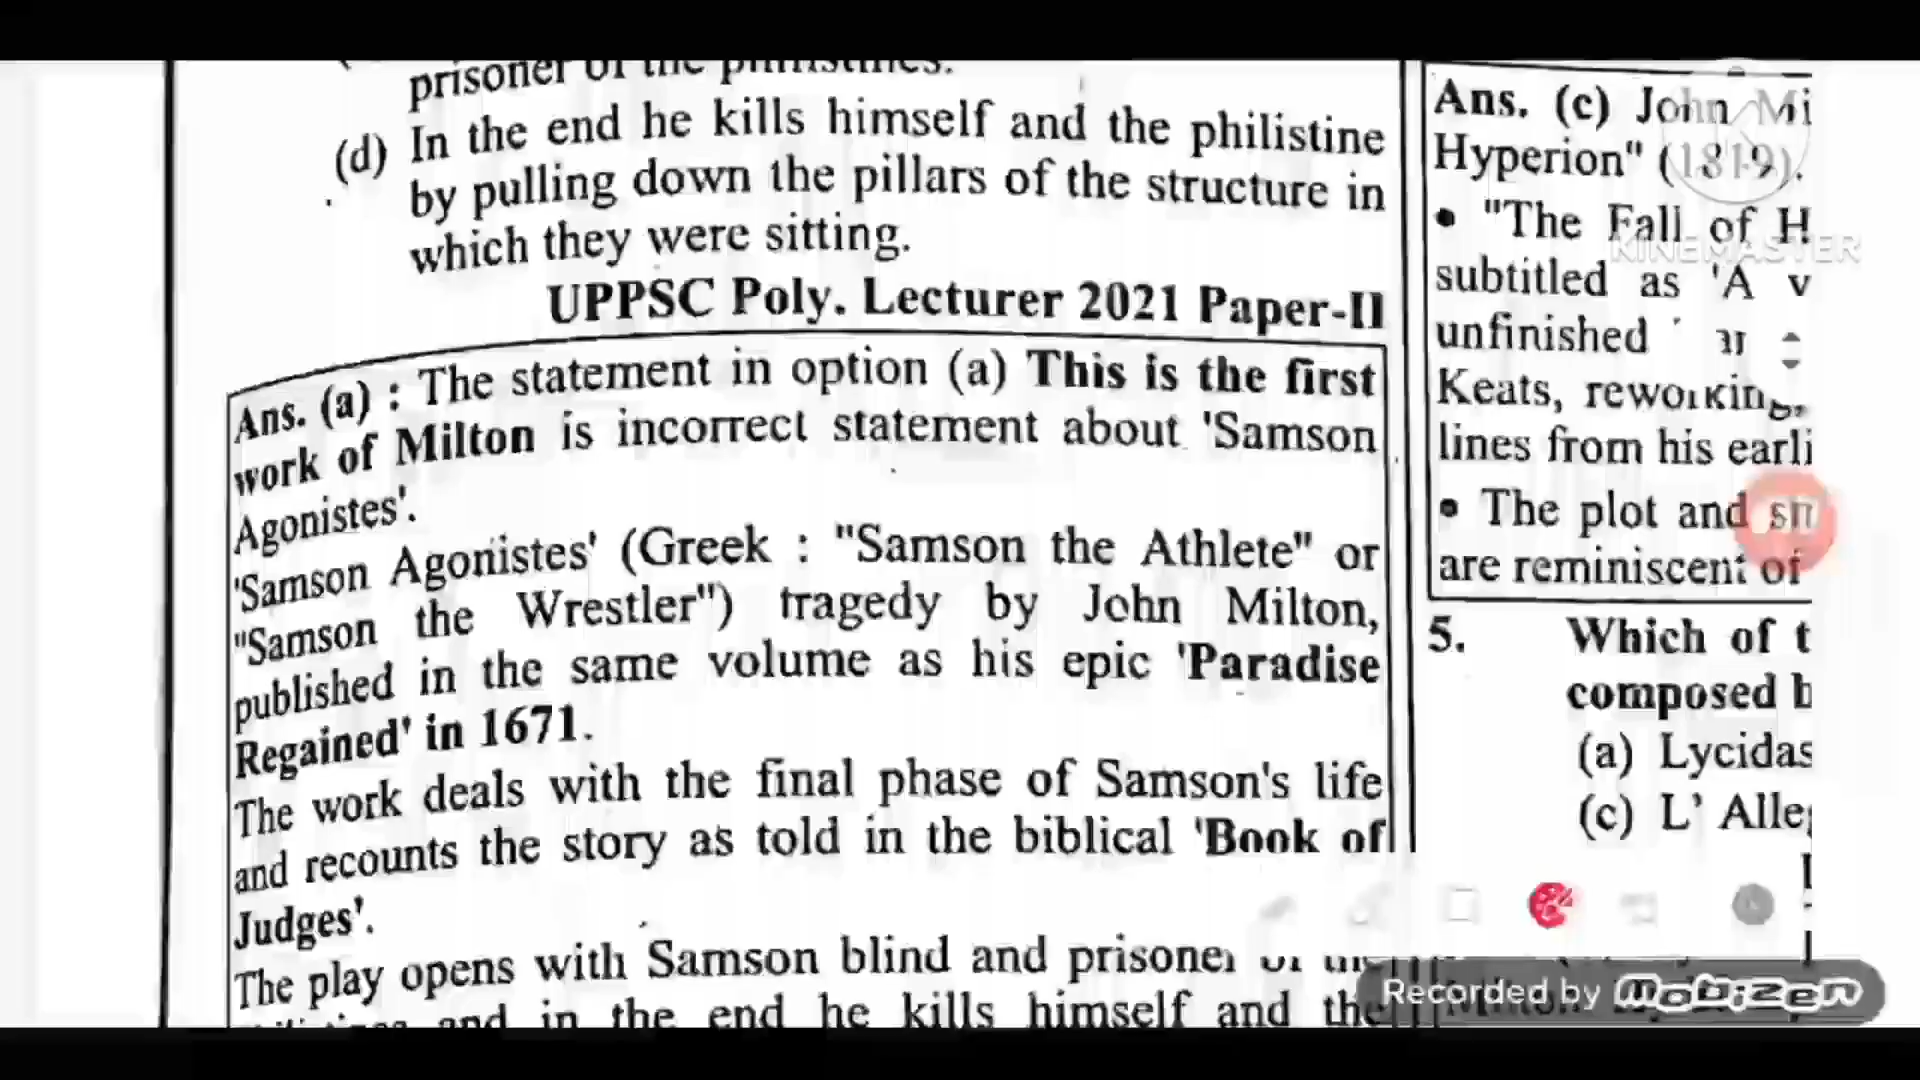 prisoner of the philistines.
(d) In the end he kills himself and the philistine
by pulling down the pillars of the structure in
which they were sitting.
UPPSC Poly. Lecturer 2021 Paper-II
Ans. (a) : The statement in option (a) This is the first
work of Milton is incorrect statement about 'Samson
Agonistes'.
'Samson Agonistes' (Greek : "Samson the Athlete" or
"Samson the Wrestler") tragedy by John Milton,
published in the same volume as his epic 'Paradise
Regained' in 1671.
The work deals with the final phase of Samson's life
and recounts the story as told in the biblical 'Book of
Judges'.
The play opens with Samson blind and prisoner of
and in the end he kills himself and the
Ans. (c) John Mi
Hyperion" (1819).
• "The Fall of H
subtitled as 'A v
unfinished
Keats, reworking,
lines from his earli
• The plot and
are reminiscent of
5. Which of t
composed b
(a) Lycidas
(c) L' Alleg
Milton
KINEMASTER
Recorded by Mobizen